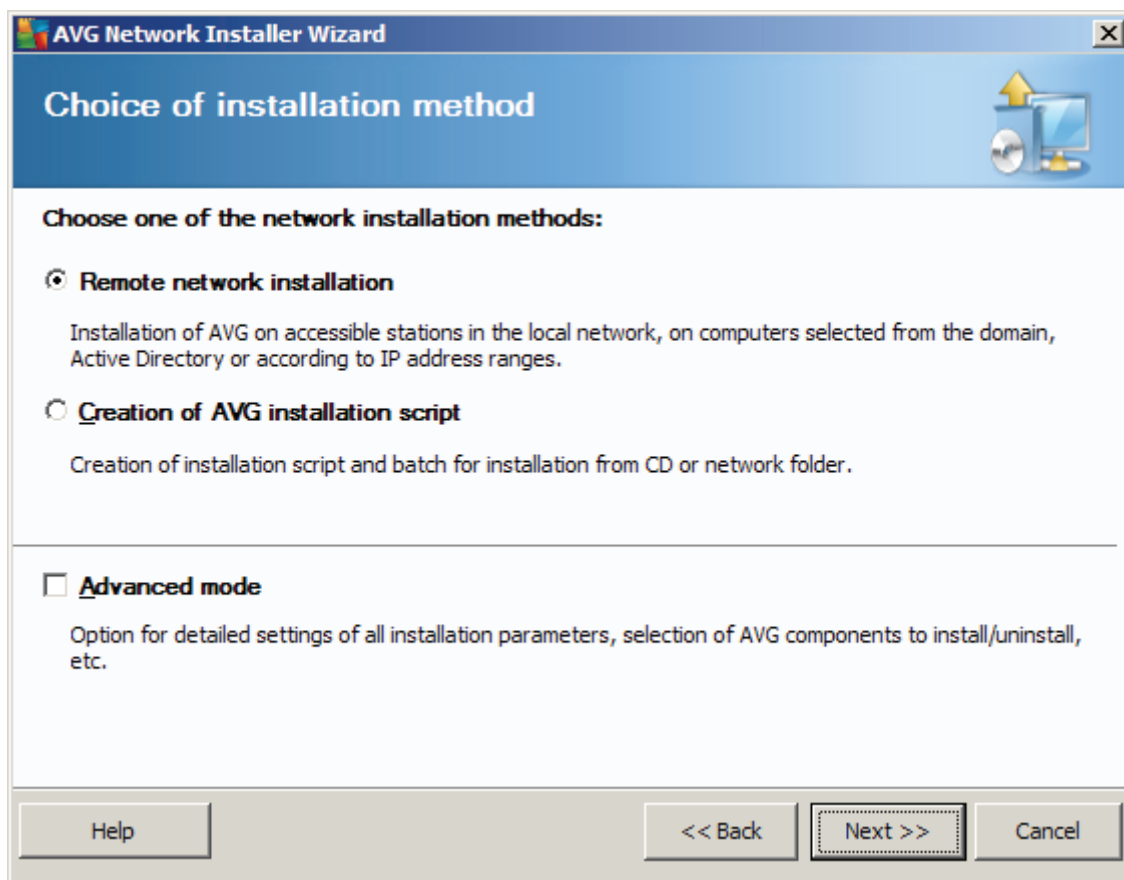 AVG Network Installer Wizard
Choice of installation method
Choose one of the network installation methods:
Remote network installation
Installation of AVG on accessible stations in the local network, on computers selected from the domain,
Active Directory or according to IP address ranges.
Creation of AVG installation script
Creation of installation script and batch for installation from CD or network folder.
Advanced mode
Option for detailed settings of all installation parameters, selection of AVG components to install/uninstall,
etc.
Help
<< Back
Next >>
Cancel